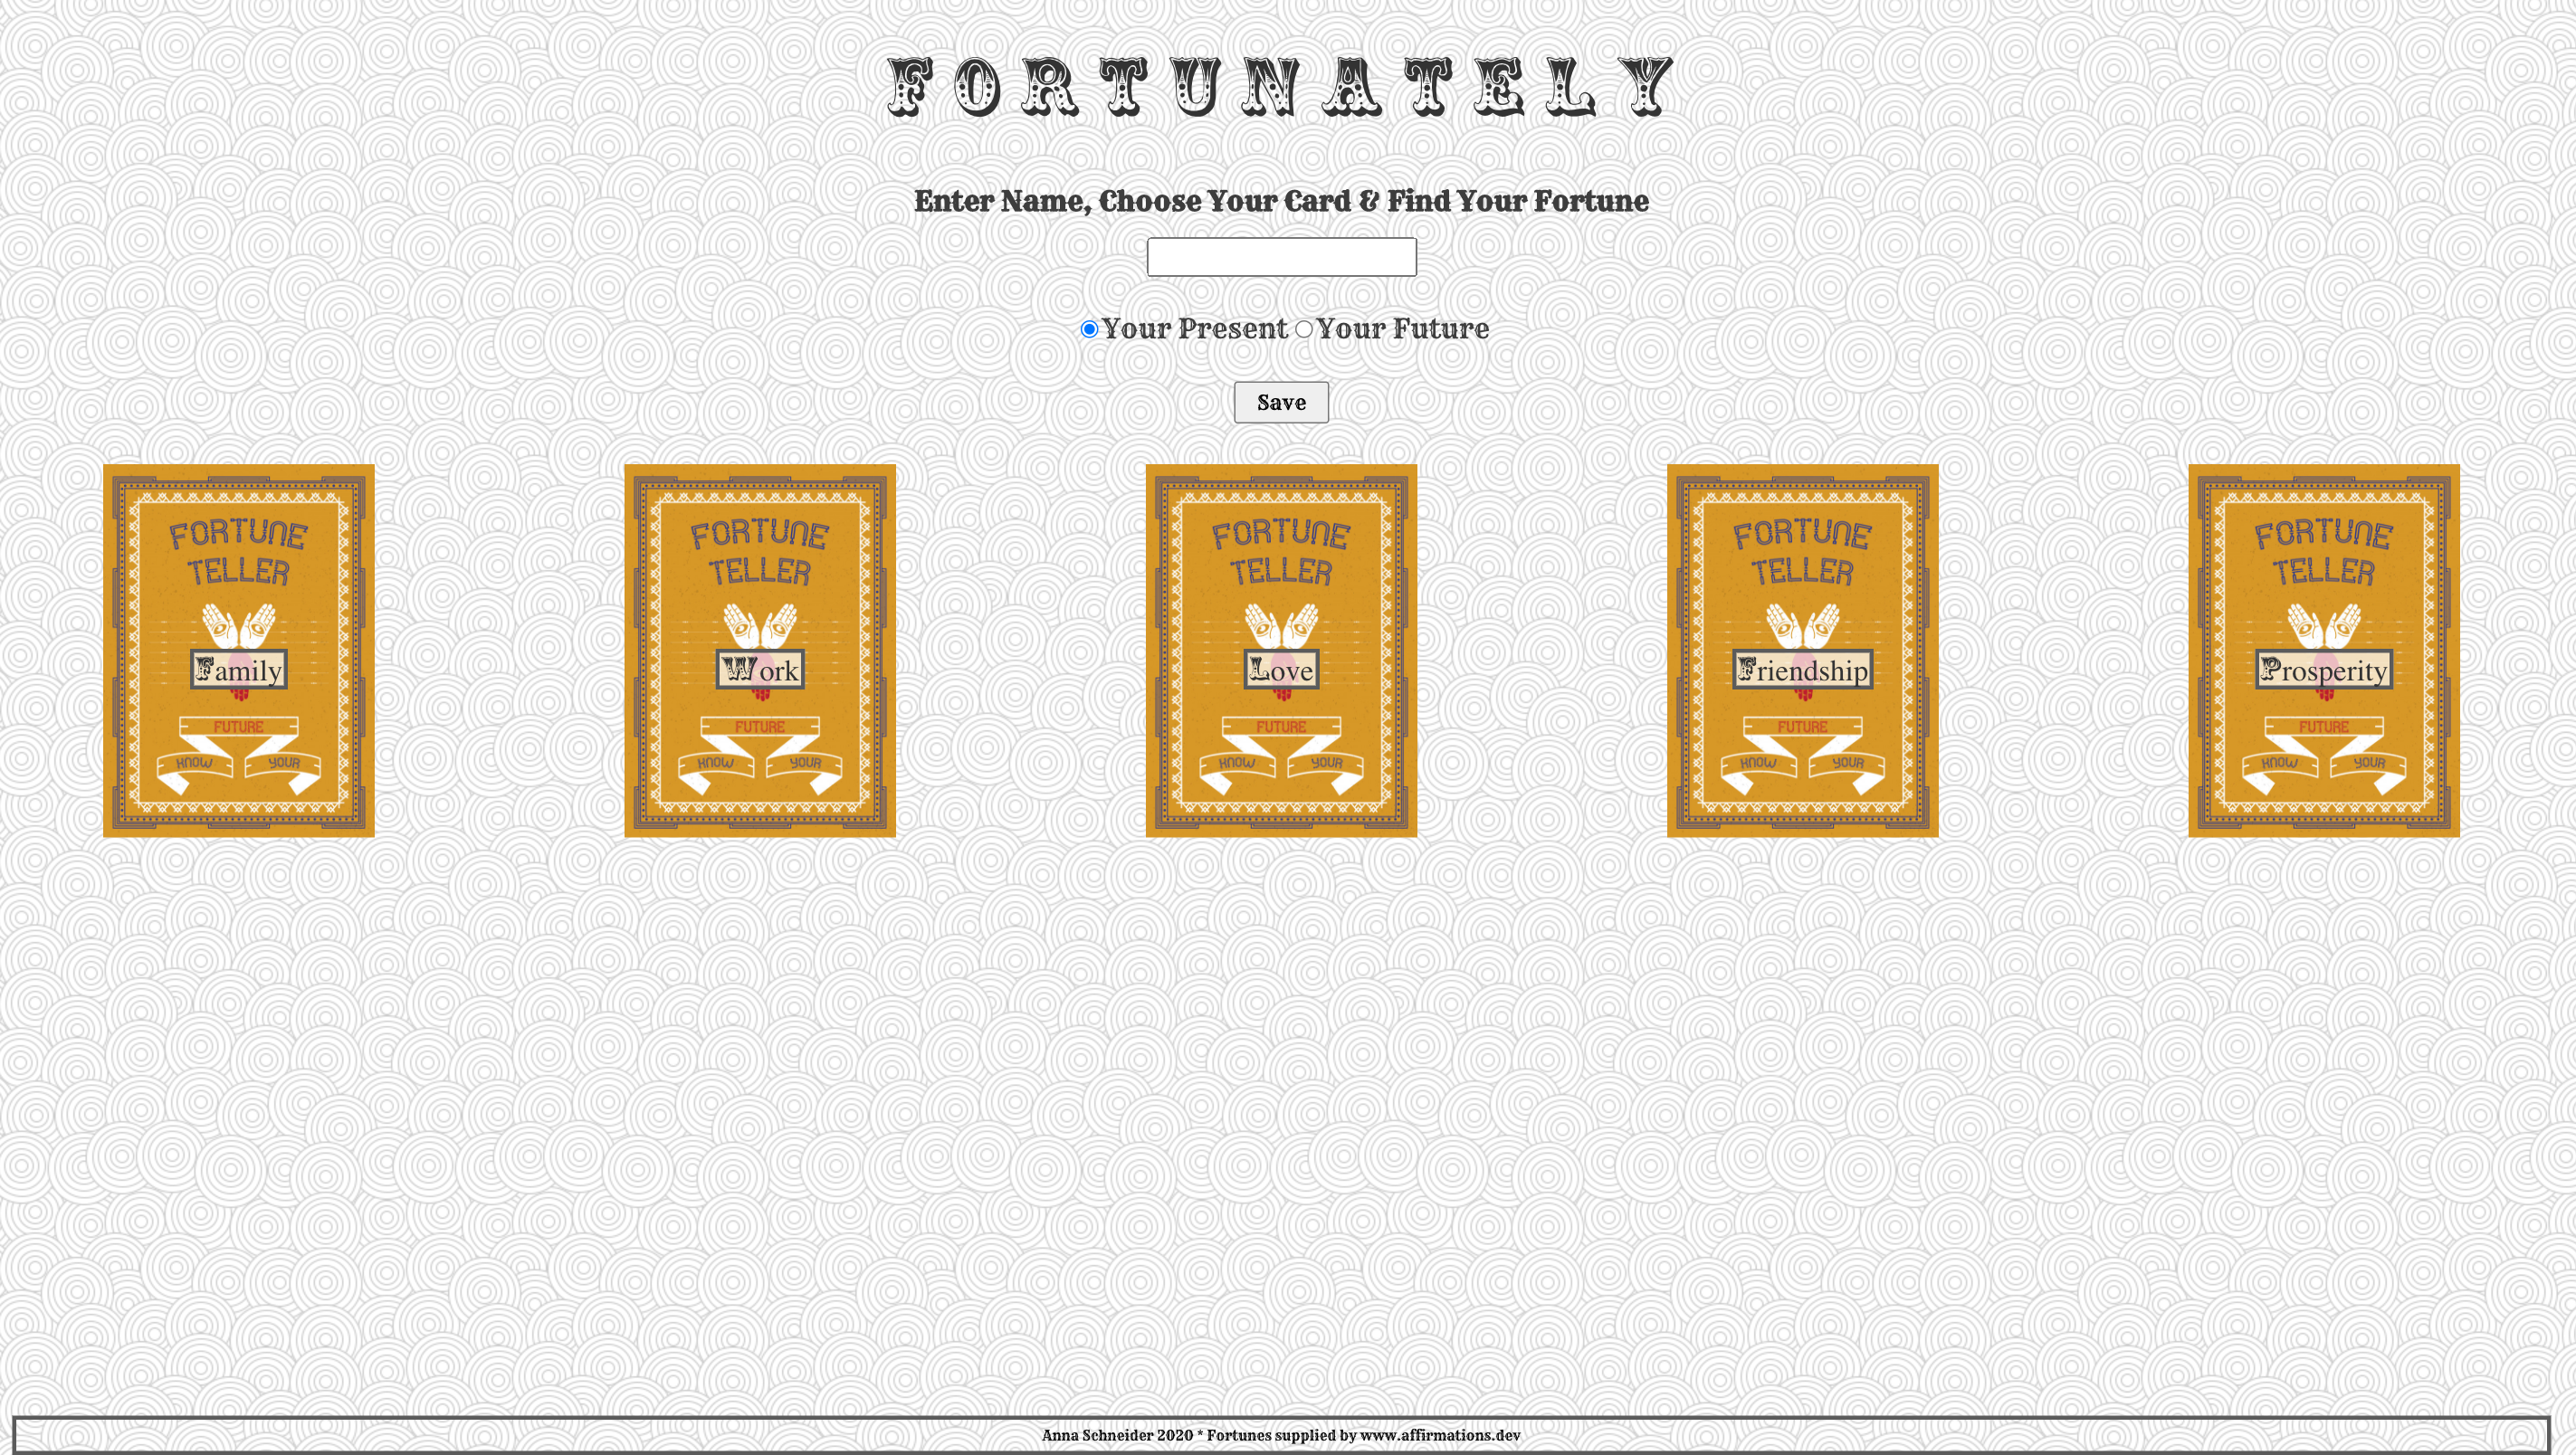 FORTUNATELY
Enter Name, Choose Your Card & Find Your Fortune
Your Present Your Future
Save
FORTUNE
TELLER
Family
FUTURE
KNOW YOUR
FORTUNE
TELLER
Work
FUTURE
KNOW YOUR
FORTUNE
TELLER
Love
FUTURE
KNOW YOUR
FORTUNE
TELLER
Friendship
FUTURE
KNOW YOUR
FORTUNE
TELLER
Prosperity
FUTURE
KNOW YOUR
Anna Schneider 2020 * Fortunes supplied by www.affirmations.dev